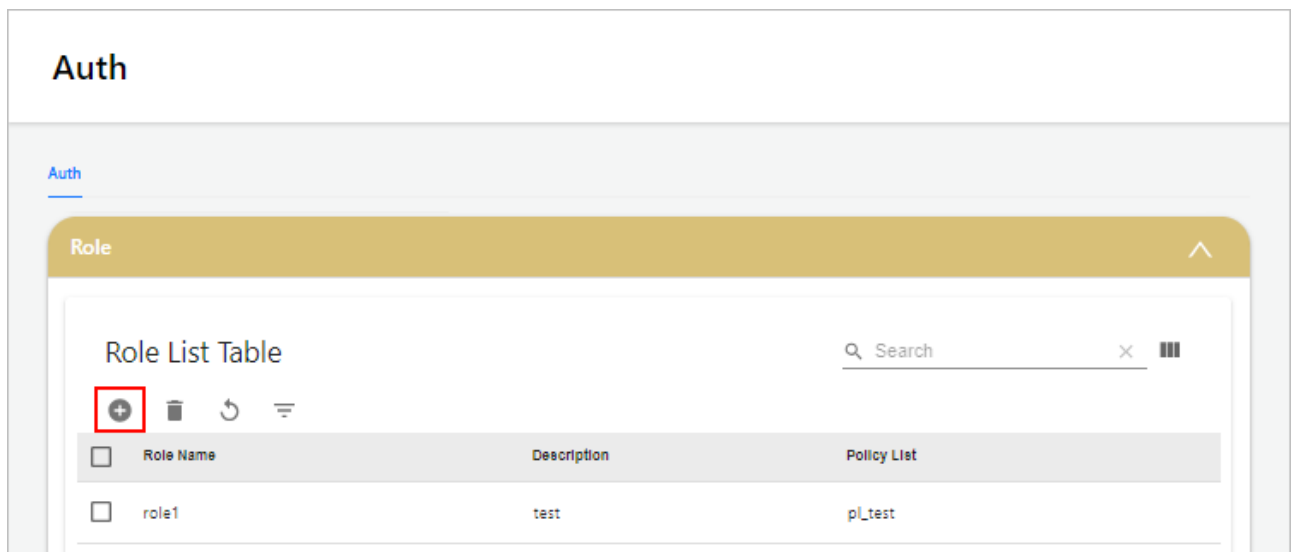 Auth
Auth
Role
Role List Table
Search
Role Name Description Policy List
role1 test pl_test